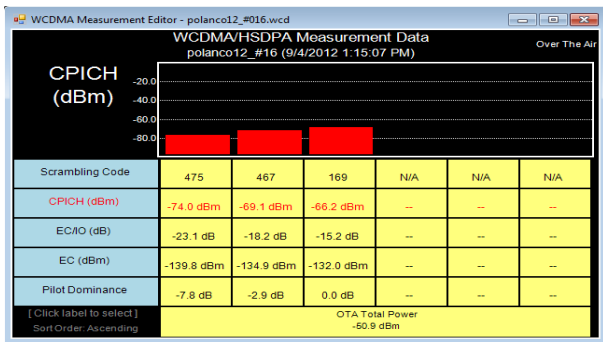 WCDMA Measurement Editor - polanco12_#016.wcd
WCDMA/HSDPA Measurement Data
polanco12_#16 (9/4/2012 1:15:07 PM)
Over The Air
CPICH
(dBm)
-20.0
-40.0
-60.0
-80.0
Scrambling Code 475 467 169 N/A N/A N/A
CPICH (dBm) -74.0 dBm -69.1 dBm -66.2 dBm -- -- --
EC/IO (dB) -23.1 dB -18.2 dB -15.2 dB -- -- --
EC (dBm) -139.8 dBm -134.9 dBm -132.0 dBm -- -- --
Pilot Dominance -7.8 dB -2.9 dB 0.0 dB -- -- --
[ Click label to select ]
Sort Order: Ascending
OTA Total Power
-50.9 dBm